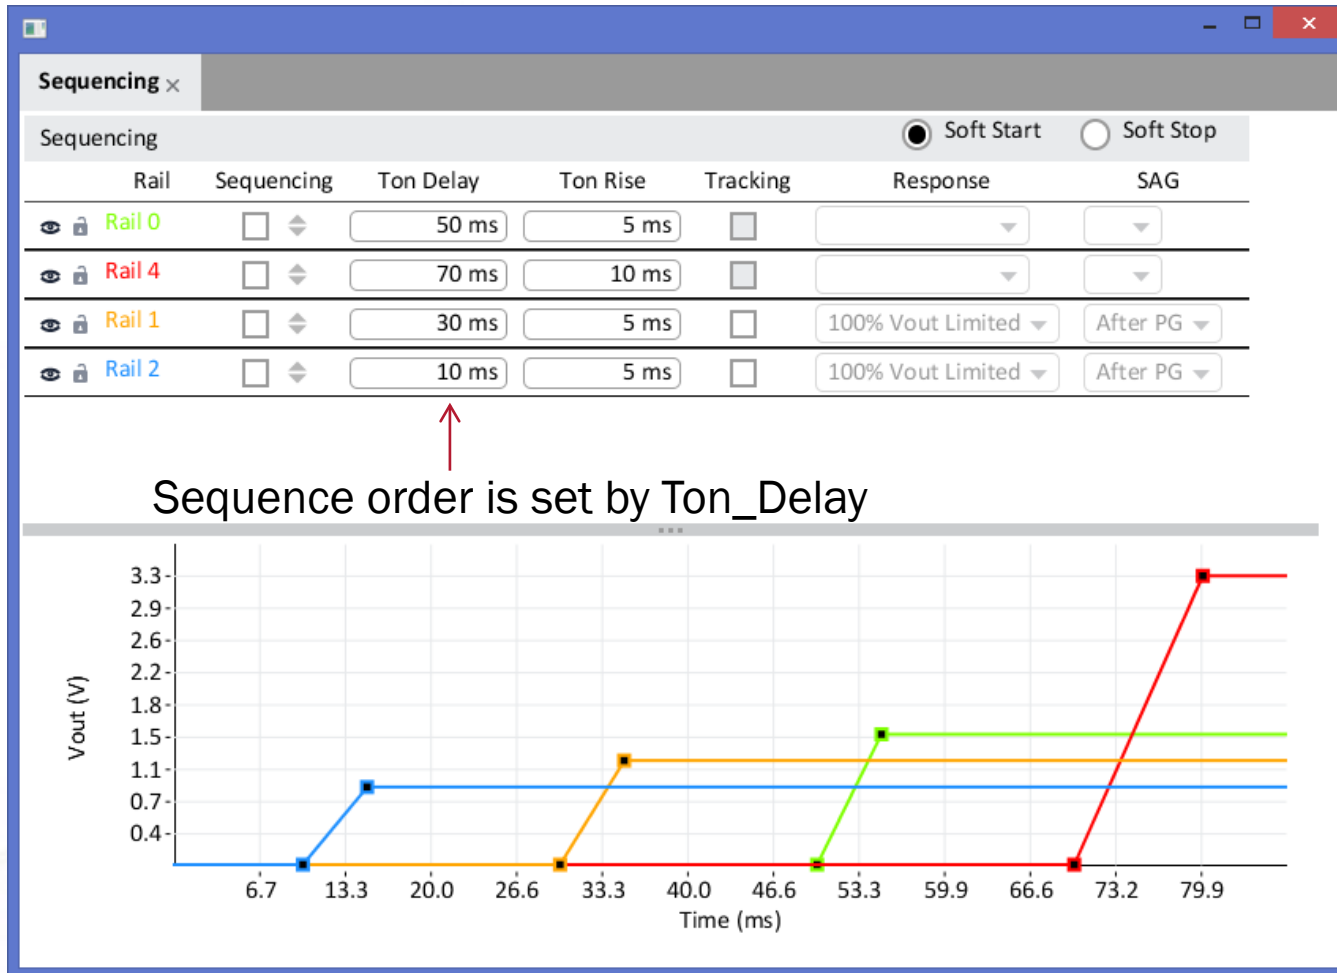 Sequencing ×
Sequencing Soft Start Soft Stop
Rail Sequencing Ton Delay Ton Rise Tracking Response SAG
Rail 0 50 ms 5 ms
Rail 4 70 ms 10 ms
Rail 1 30 ms 5 ms 100% Vout Limited After PG
Rail 2 10 ms 5 ms 100% Vout Limited After PG
Sequence order is set by Ton_Delay
3.3
2.9
2.6
2.2
1.8
1.5
1.1
0.7
0.4
Vout (V)
6.7 13.3 20.0 26.6 33.3 40.0 46.6 53.3 59.9 66.6 73.2 79.9
Time (ms)